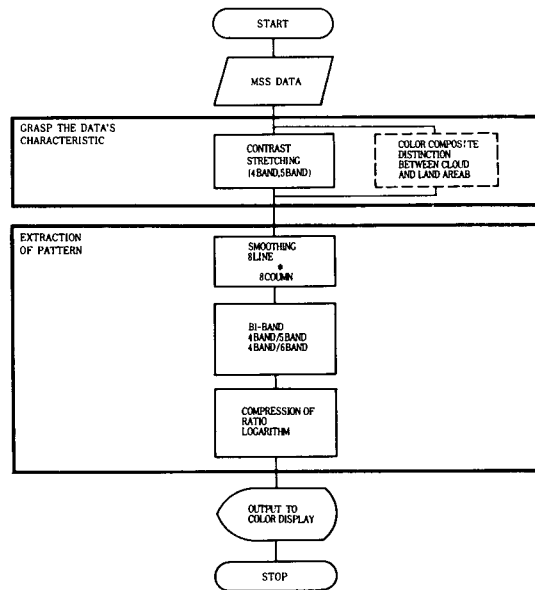 START
MSS DATA
GRASP THE DATA'S
CHARACTERISTIC
CONTRAST
STRETCHING
(4BAND,5BAND)
COLOR COMPOSITE
DISTINCTION
BETWEEN CLOUD
AND LAND AREAB
EXTRACTION
OF PATTERN
SMOOTHING
8LINE
*
8COUMN
BI-BAND
4BAND/5BAND
4BAND/6BAND
COMPRESSION OF
RATIO
LOGARITHM
OUTPUT TO
COLOR DISPLAY
STOP